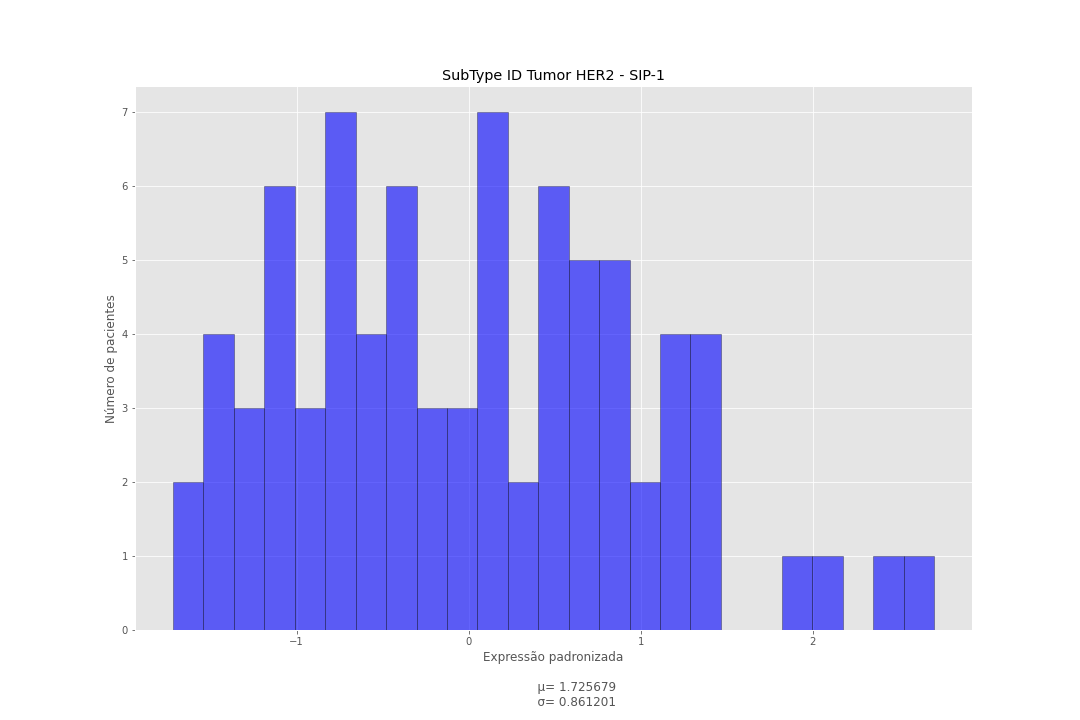 SubType ID Tumor HER2 - SIP-1
7
6
5
4
3
2
1
0
Número de pacientes
−1
0
1
2
Expressão padronizada
μ= 1.725679
σ= 0.861201